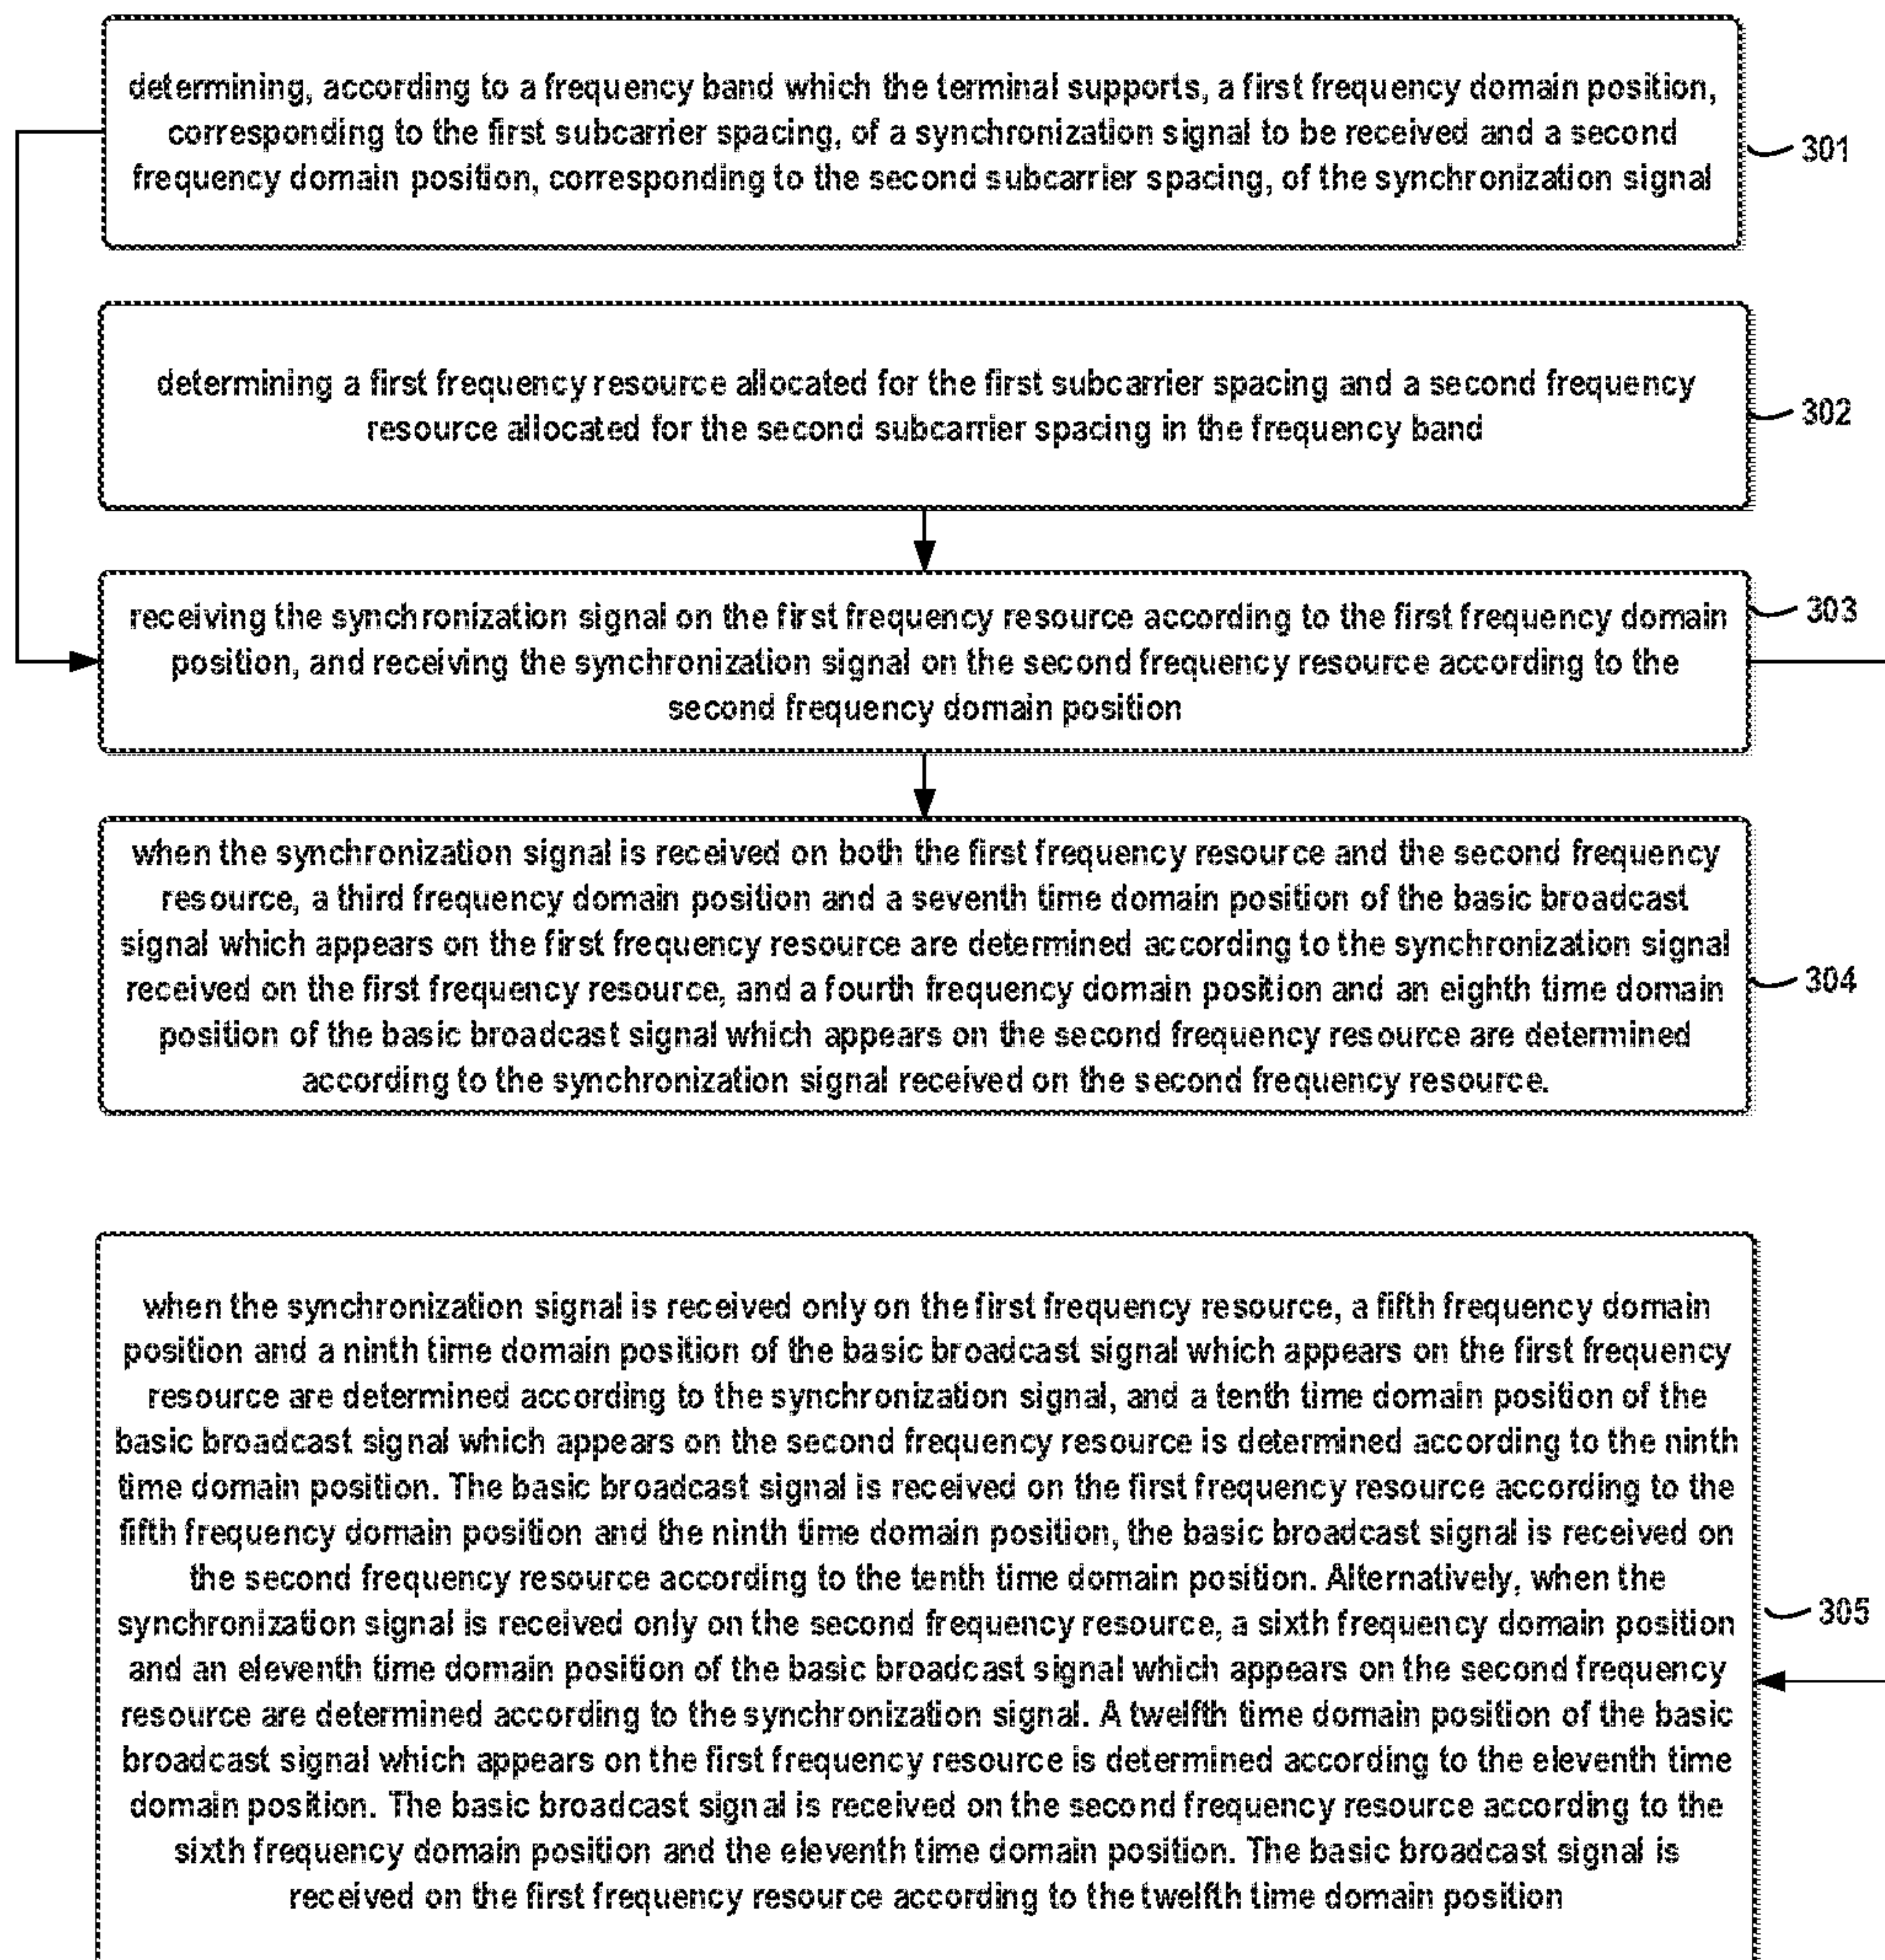 determining, according to a frequency band which the terminal supports, a first frequency domain position,
corresponding to the first subcarrier spacing, of a synchronization signal to be received and a second
frequency domain position, corresponding to the second subcarrier spacing, of the synchronization signal
301
determining a first frequency resource allocated for the first subcarrier spacing and a second frequency
resource allocated for the second subcarrier spacing in the frequency band
302
receiving the synchronization signal on the first frequency resource according to the first frequency domain
position, and receiving the synchronization signal on the second frequency resource according to the
second frequency domain position
303
when the synchronization signal is received on both the first frequency resource and the second frequency
resource, a third frequency domain position and a seventh time domain position of the basic broadcast
signal which appears on the first frequency resource are determined according to the synchronization signal
received on the first frequency resource, and a fourth frequency domain position and an eighth time domain
position of the basic broadcast signal which appears on the second frequency resource are determined
according to the synchronization signal received on the second frequency resource.
304
when the synchronization signal is received only on the first frequency resource, a fifth frequency domain
position and a ninth time domain position of the basic broadcast signal which appears on the first frequency
resource are determined according to the synchronization signal, and a tenth time domain position of the
basic broadcast signal which appears on the second frequency resource is determined according to the ninth
time domain position. The basic broadcast signal is received on the first frequency resource according to the
fifth frequency domain position and the ninth time domain position, the basic broadcast signal is received on
the second frequency resource according to the tenth time domain position. Alternatively, when the
synchronization signal is received only on the second frequency resource, a sixth frequency domain position
and an eleventh time domain position of the basic broadcast signal which appears on the second frequency
resource are determined according to the synchronization signal. A twelfth time domain position of the basic
broadcast signal which appears on the first frequency resource is determined according to the eleventh time
domain position. The basic broadcast signal is received on the second frequency resource according to the
sixth frequency domain position and the eleventh time domain position. The basic broadcast signal is
received on the first frequency resource according to the twelfth time domain position
305